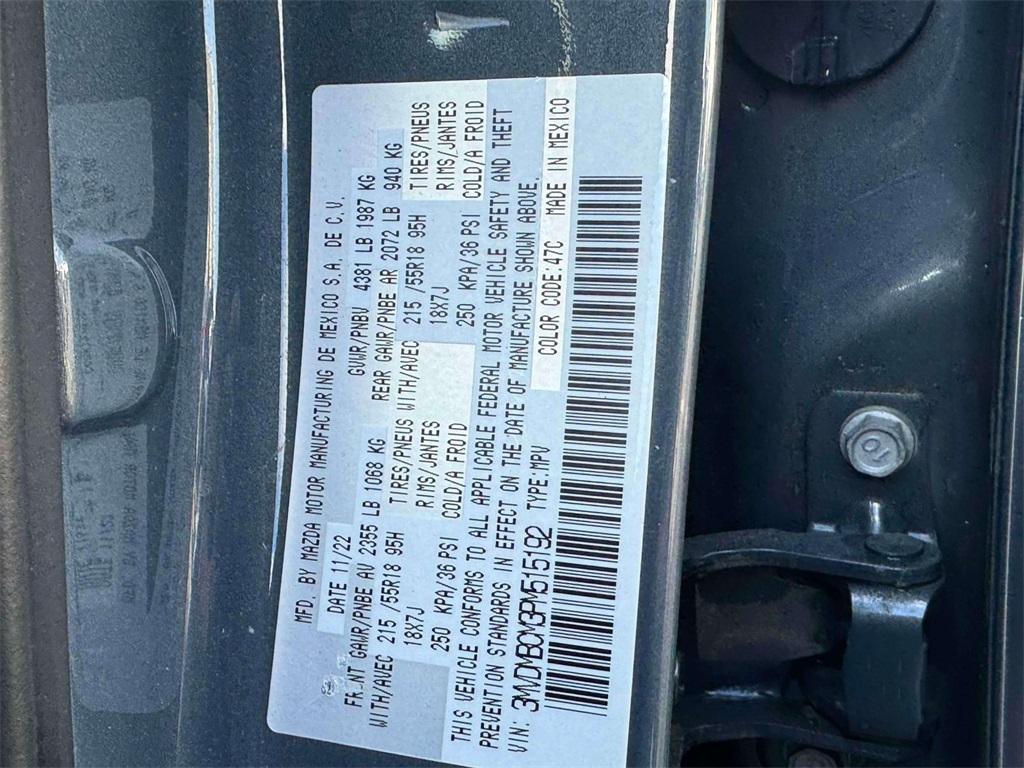 MFD. BY MAZDA MOTOR MANUFACTURING DE MEXICO S.A. DE C.V.
DATE 11/22 GVWR/PNBV 4381 LB 1987 KG
FRONT GAWR/PNBE AV 2355 LB 1068 KG REAR GAWR/PNBE AR 2072 LB 940 KG
WITH/AVEC 215 /55R18 95H TIRES/PNEUS WITH/AVEC 215 /55R18 95H TIRES/PNEUS
18X7J RIMS/JANTES 18X7J RIMS/JANTES
250 KPA/36 PSI COLD/A FROID 250 KPA/36 PSI COLD/A FROID
THIS VEHICLE CONFORMS TO ALL APPLICABLE FEDERAL MOTOR VEHICLE SAFETY AND THEFT
PREVENTION STANDARDS IN EFFECT ON THE DATE OF MANUFACTURE SHOWN ABOVE.
VIN: 3MVDMBCM3PM515192 TYPE:MPV COLOR CODE:47C MADE IN MEXICO